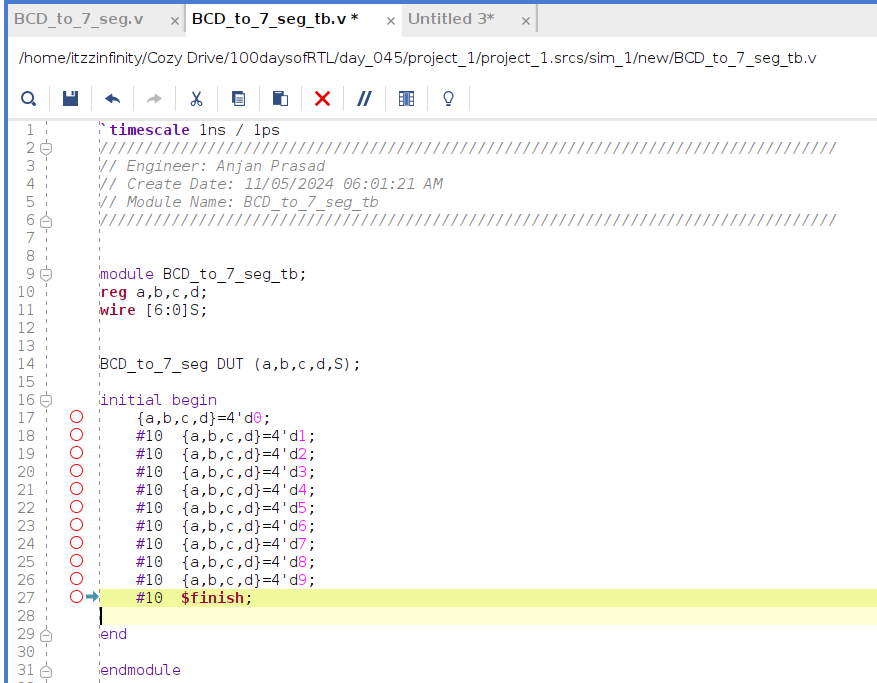 BCD_to_7_seg.v × BCD_to_7_seg_tb.v * × Untitled 3* ×
/home/itzzinfinity/Cozy Drive/100daysofRTL/day_045/project_1/project_1.srcs/sim_1/new/BCD_to_7_seg_tb.v
1 `timescale 1ns / 1ps
2 //////////////////////////////////////////////////////////////////////////////////
3 // Engineer: Anjan Prasad
4 // Create Date: 11/05/2024 06:01:21 AM
5 // Module Name: BCD_to_7_seg_tb
6 //////////////////////////////////////////////////////////////////////////////////
7
8
9 module BCD_to_7_seg_tb;
10 reg a,b,c,d;
11 wire [6:0]S;
12
13
14 BCD_to_7_seg DUT (a,b,c,d,S);
15
16 initial begin
17 {a,b,c,d}=4'd0;
18 #10 {a,b,c,d}=4'd1;
19 #10 {a,b,c,d}=4'd2;
20 #10 {a,b,c,d}=4'd3;
21 #10 {a,b,c,d}=4'd4;
22 #10 {a,b,c,d}=4'd5;
23 #10 {a,b,c,d}=4'd6;
24 #10 {a,b,c,d}=4'd7;
25 #10 {a,b,c,d}=4'd8;
26 #10 {a,b,c,d}=4'd9;
27 #10 $finish;
28
29 end
30
31 endmodule